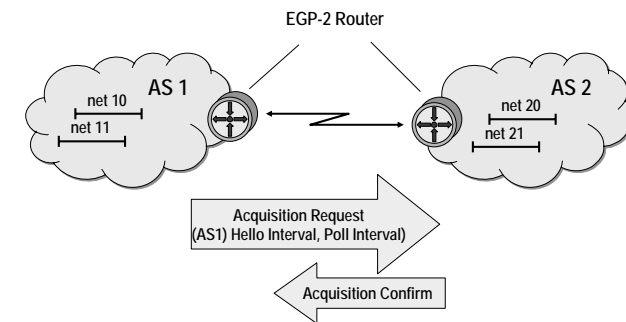 EGP-2 Router
AS 1
AS 2
net 10
net 11
net 20
net 21
Acquisition Request
(AS1) Hello Interval, Poll Interval)
Acquisition Confirm